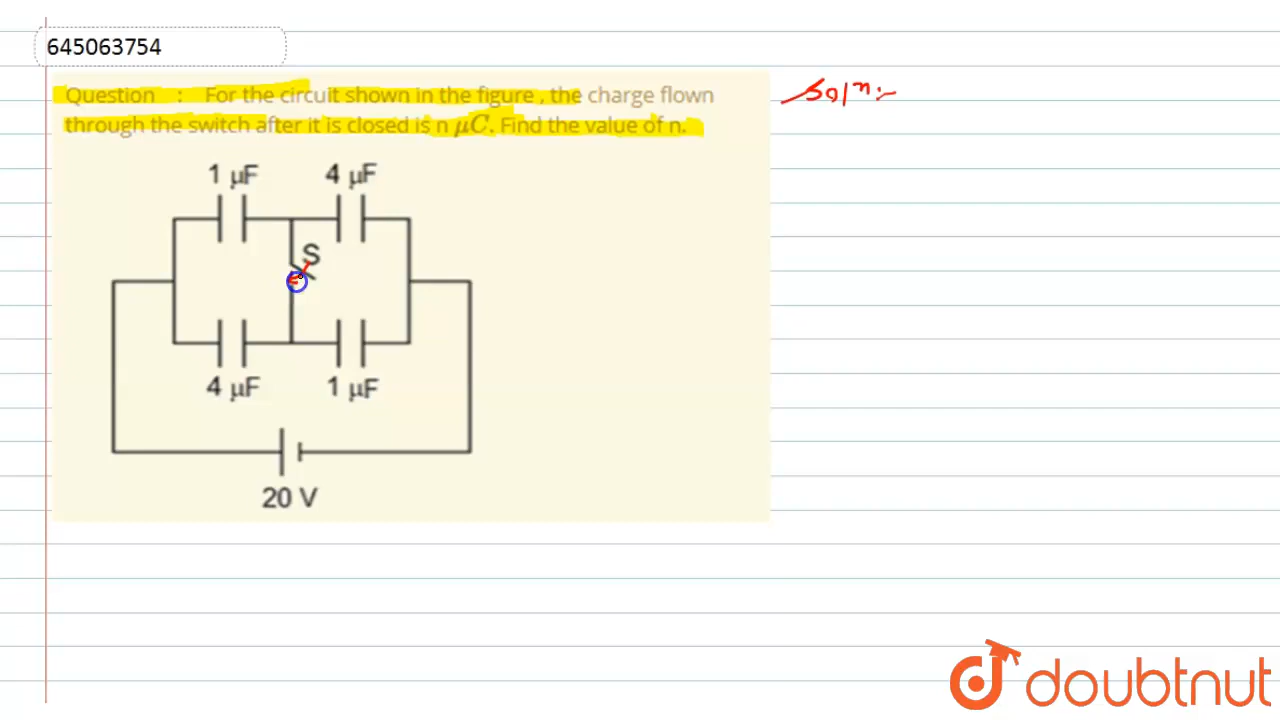 645063754
Question : For the circuit shown in the figure , the charge flown
through the switch after it is closed is n μC. Find the value of n.
Soln:-
1 μF 4 μF
S
4 μF 1 μF
20 V
doubtnut